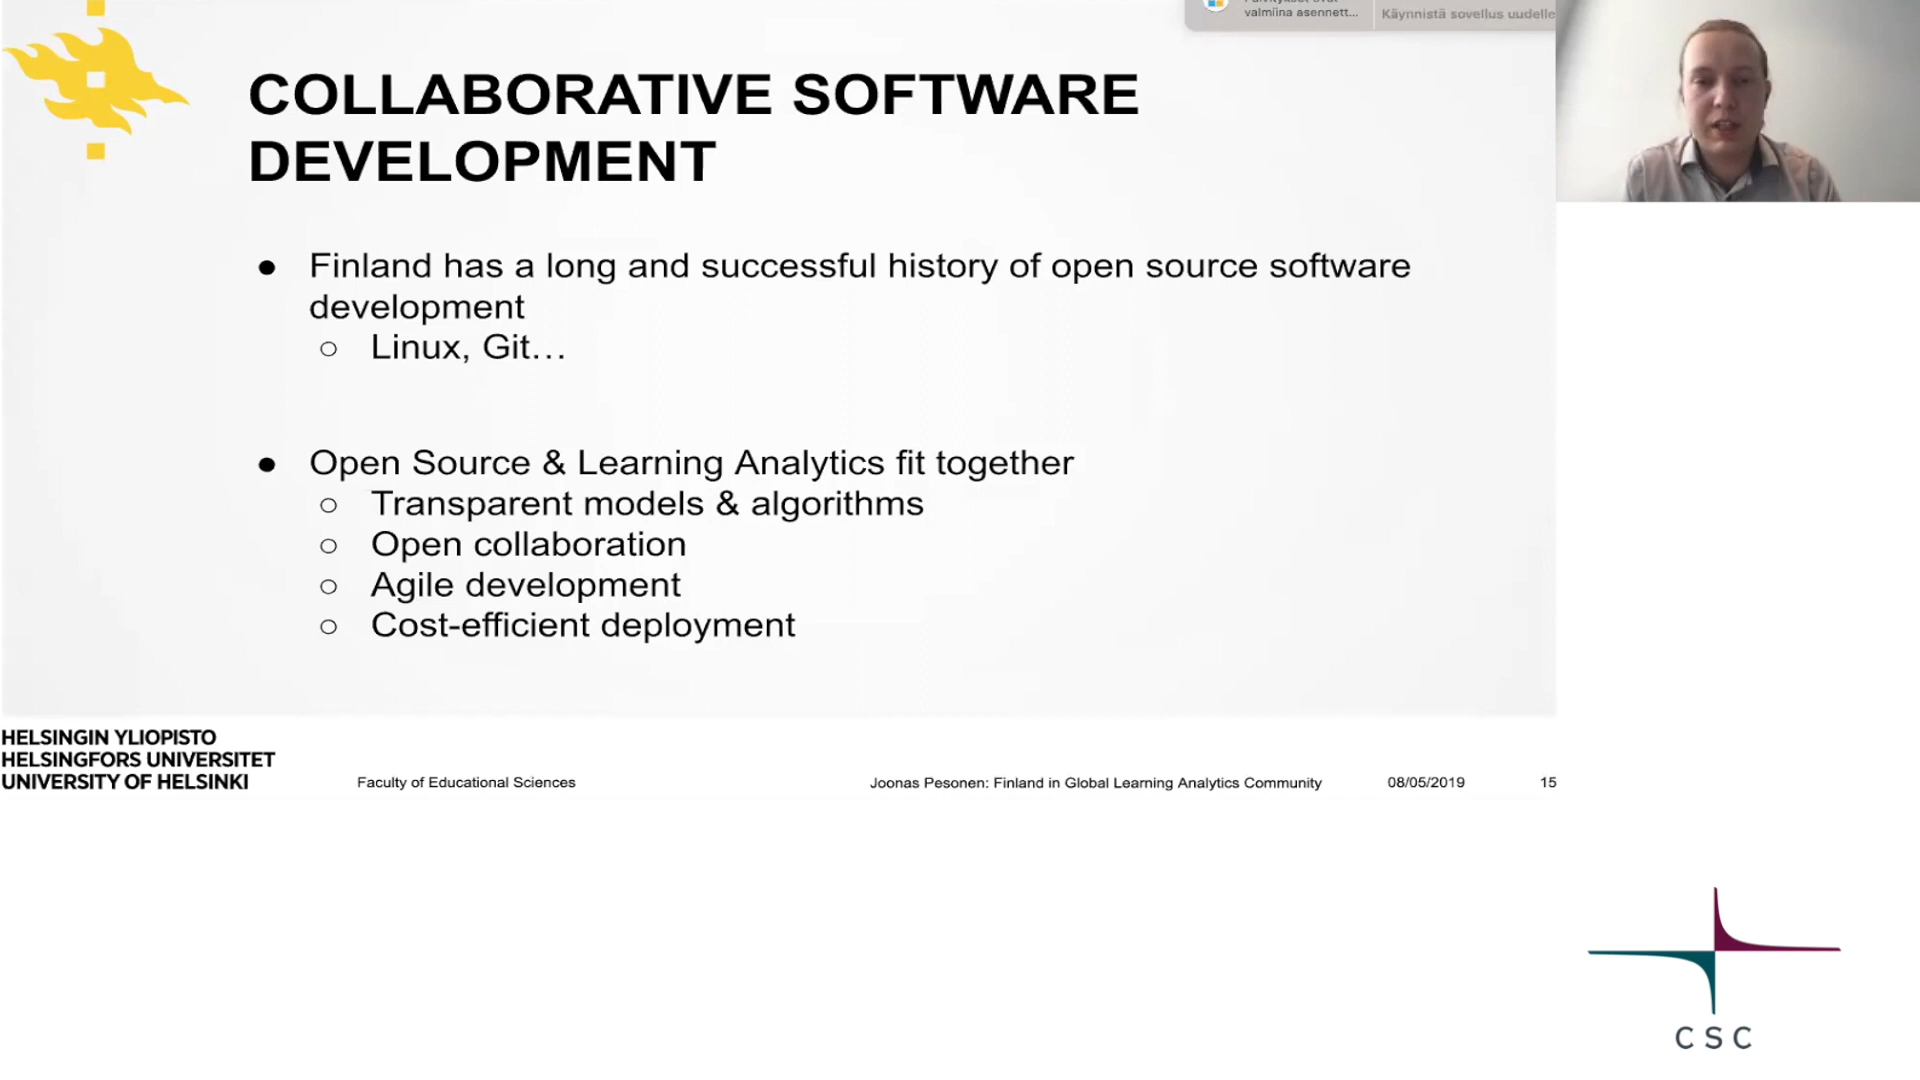 valmiina asennett...
Käynnistä sovellus uudelle
COLLABORATIVE SOFTWARE
DEVELOPMENT
● Finland has a long and successful history of open source software
development
○ Linux, Git…
● Open Source & Learning Analytics fit together
○ Transparent models & algorithms
○ Open collaboration
○ Agile development
○ Cost-efficient deployment
HELSINGIN YLIOPISTO
HELSINGFORS UNIVERSITET
UNIVERSITY OF HELSINKI
Faculty of Educational Sciences
Joonas Pesonen: Finland in Global Learning Analytics Community
08/05/2019
15
CSC